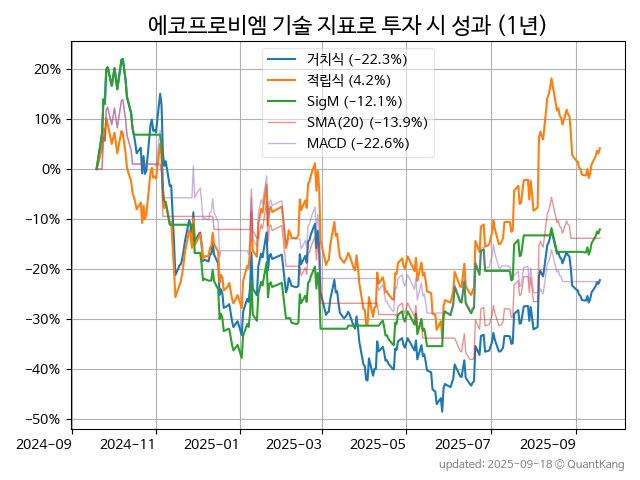 에코프로비엠 기술 지표로 투자 시 성과 (1년)
거치식 (−22.3%)
적립식 (4.2%)
SigM (−12.1%)
SMA(20) (−13.9%)
MACD (−22.6%)
20%
10%
0%
−10%
−20%
−30%
−40%
−50%
2024-09
2024-11
2025-01
2025-03
2025-05
2025-07
2025-09
updated: 2025-09-18 © QuantKang